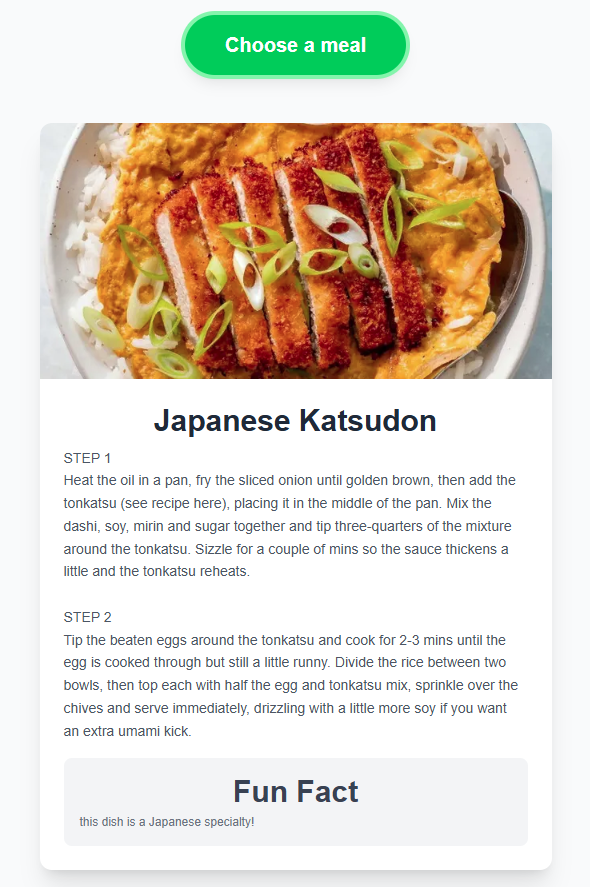 Choose a meal
Japanese Katsudon
STEP 1
Heat the oil in a pan, fry the sliced onion until golden brown, then add the
tonkatsu (see recipe here), placing it in the middle of the pan. Mix the
dashi, soy, mirin and sugar together and tip three-quarters of the mixture
around the tonkatsu. Sizzle for a couple of mins so the sauce thickens a
little and the tonkatsu reheats.
STEP 2
Tip the beaten eggs around the tonkatsu and cook for 2-3 mins until the
egg is cooked through but still a little runny. Divide the rice between two
bowls, then top each with half the egg and tonkatsu mix, sprinkle over the
chives and serve immediately, drizzling with a little more soy if you want
an extra umami kick.
Fun Fact
this dish is a Japanese specialty!